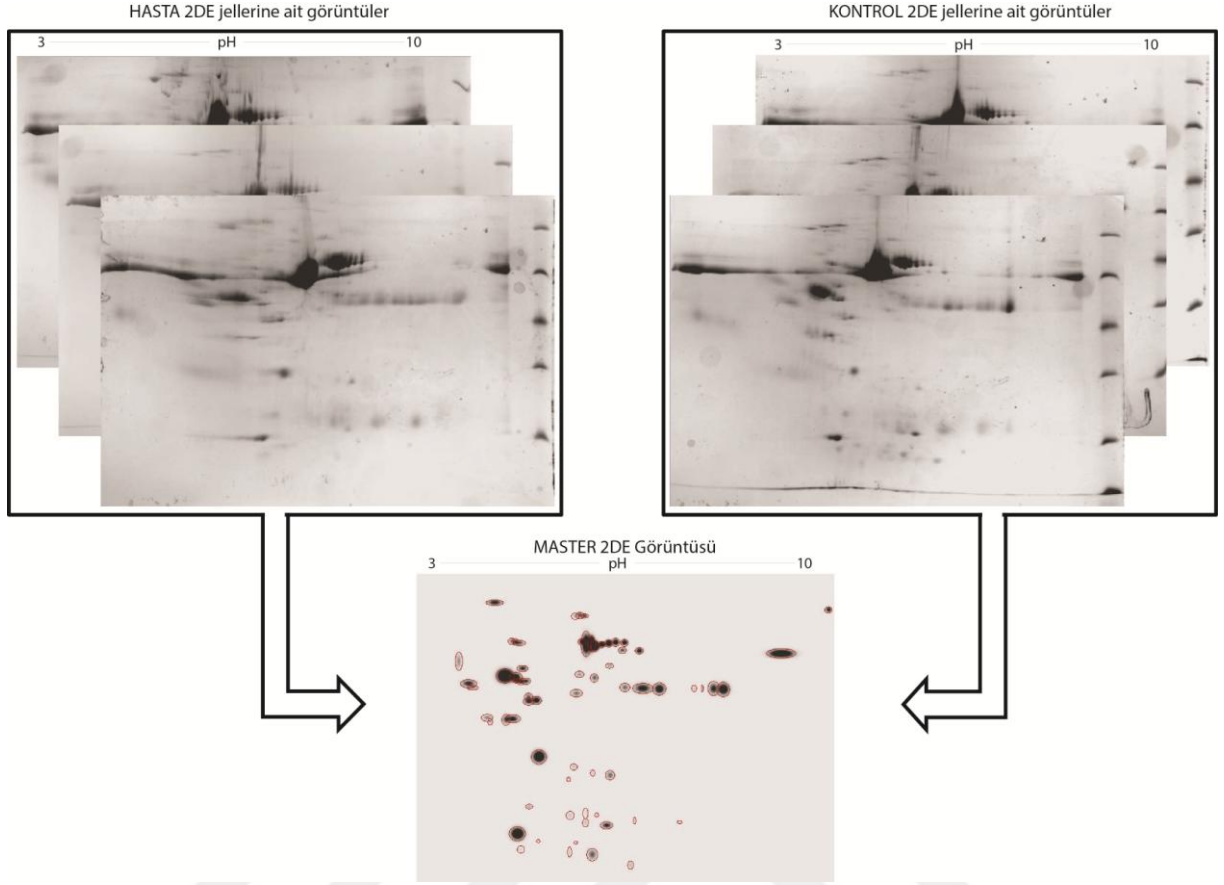 HASTA 2DE jellerine ait görüntüler
3 pH 10
KONTROL 2DE jellerine ait görüntüler
3 pH 10
MASTER 2DE Görüntüsü
3 pH 10